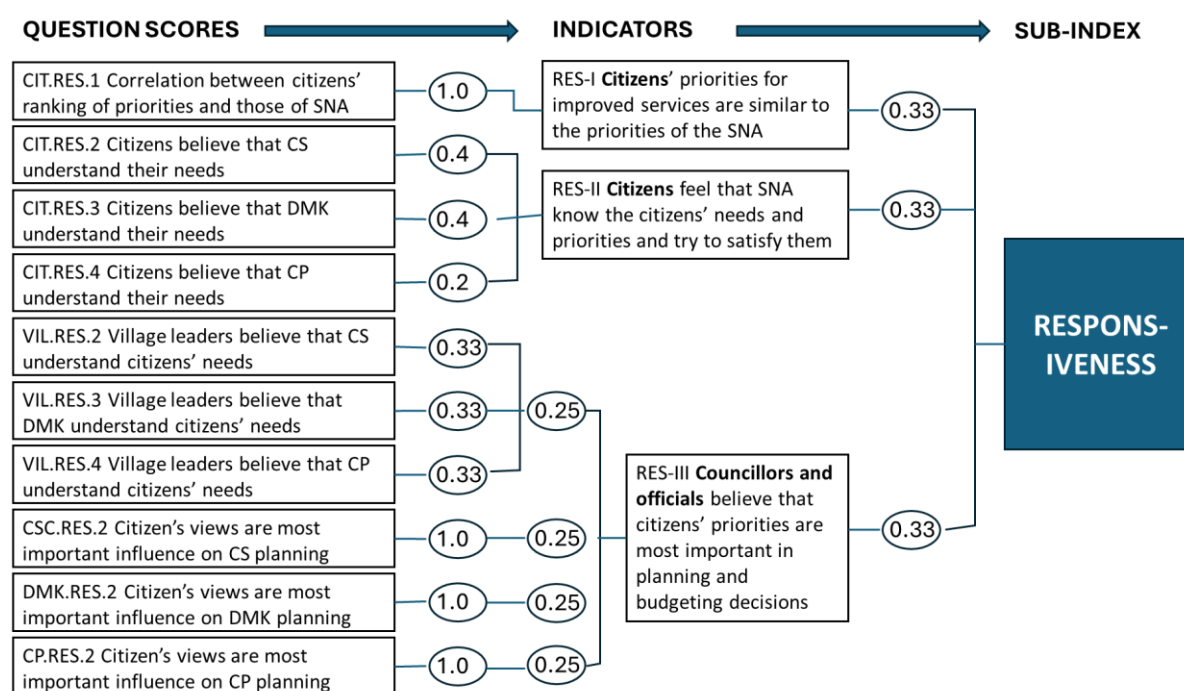 QUESTION SCORES
INDICATORS
SUB-INDEX
CIT.RES.1 Correlation between citizens’
ranking of priorities and those of SNA
1.0
RES-I Citizens’ priorities for
improved services are similar to
the priorities of the SNA
0.33
CIT.RES.2 Citizens believe that CS
understand their needs
0.4
CIT.RES.3 Citizens believe that DMK
understand their needs
0.4
RES-II Citizens feel that SNA
know the citizens’ needs and
priorities and try to satisfy them
0.33
CIT.RES.4 Citizens believe that CP
understand their needs
0.2
VIL.RES.2 Village leaders believe that CS
understand citizens’ needs
0.33
VIL.RES.3 Village leaders believe that
DMK understand citizens’ needs
0.33
0.25
VIL.RES.4 Village leaders believe that CP
understand citizens’ needs
0.33
CSC.RES.2 Citizen’s views are most
important influence on CS planning
1.0
0.25
DMK.RES.2 Citizen’s views are most
important influence on DMK planning
1.0
0.25
CP.RES.2 Citizen’s views are most
important influence on CP planning
1.0
0.25
RES-III Councillors and
officials believe that
citizens’ priorities are
most important in
planning and
budgeting decisions
0.33
RESPONS-
IVENESS